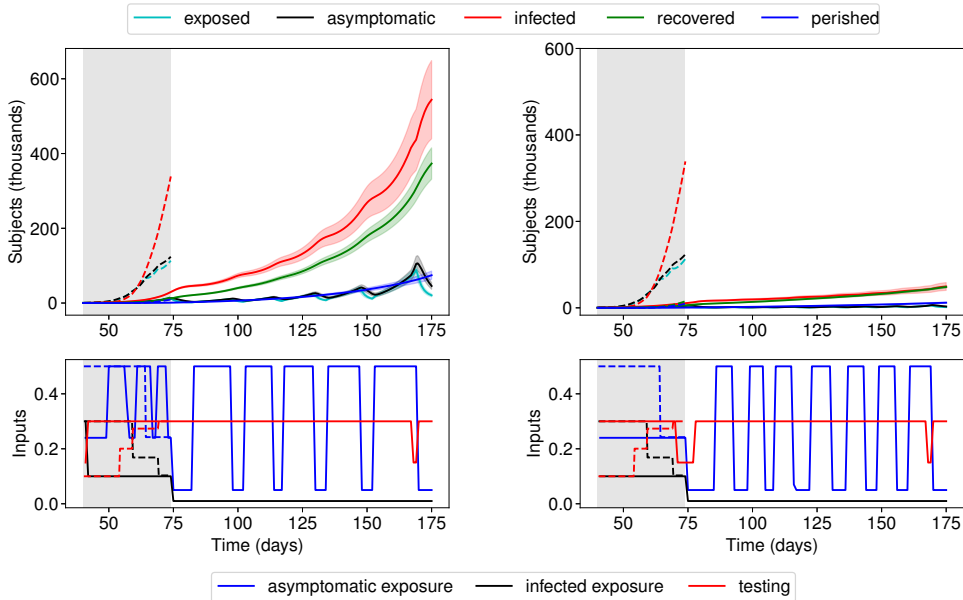 exposed asymptomatic infected recovered perished
600
400
200
0
Subjects (thousands)
50 75 100 125 150 175
600
400
200
0
Subjects (thousands)
50 75 100 125 150 175
0.4
0.2
0.0
Inputs
50 75 100 125 150 175
Time (days)
0.4
0.2
0.0
Inputs
50 75 100 125 150 175
Time (days)
asymptomatic exposure infected exposure testing